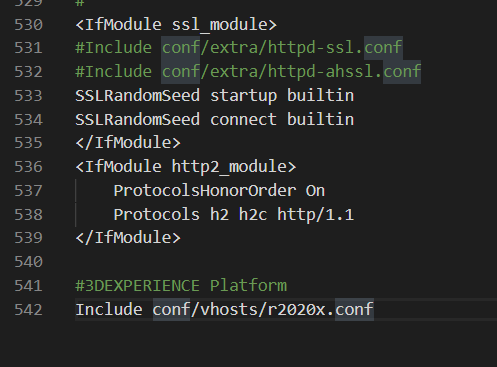 529 #
530 <IfModule ssl_module>
531 #Include conf/extra/httpd-ssl.conf
532 #Include conf/extra/httpd-ahssl.conf
533 SSLRandomSeed startup builtin
534 SSLRandomSeed connect builtin
535 </IfModule>
536 <IfModule http2_module>
537     ProtocolsHonorOrder On
538     Protocols h2 h2c http/1.1
539 </IfModule>
540
541 #3DEXPERIENCE Platform
542 Include conf/vhosts/r2020x.conf